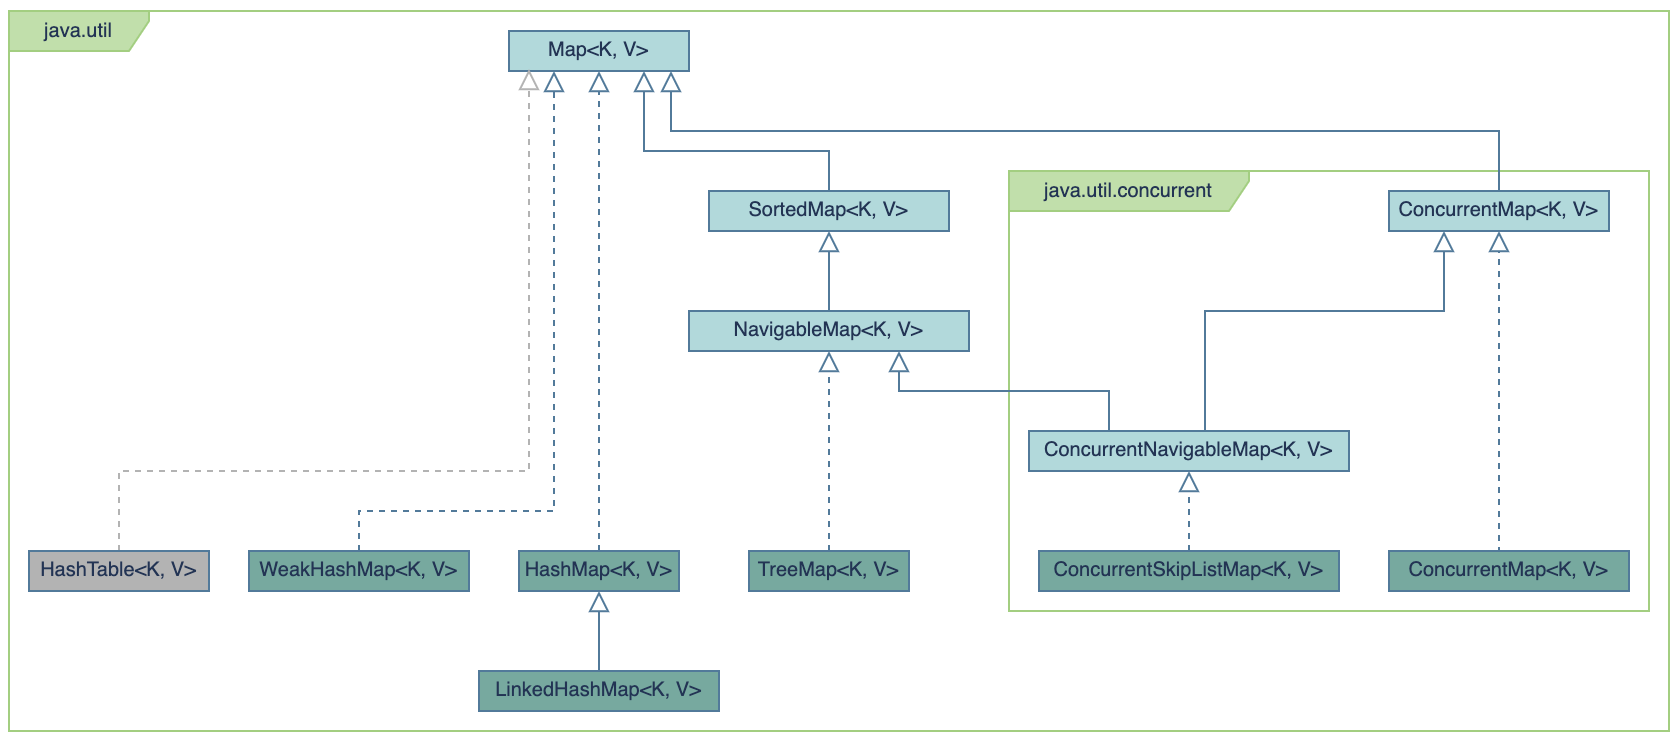 java.util
Map<K, V>
java.util.concurrent
SortedMap<K, V>
ConcurrentMap<K, V>
NavigableMap<K, V>
ConcurrentNavigableMap<K, V>
HashTable<K, V>
WeakHashMap<K, V>
HashMap<K, V>
TreeMap<K, V>
ConcurrentSkipListMap<K, V>
ConcurrentMap<K, V>
LinkedHashMap<K, V>